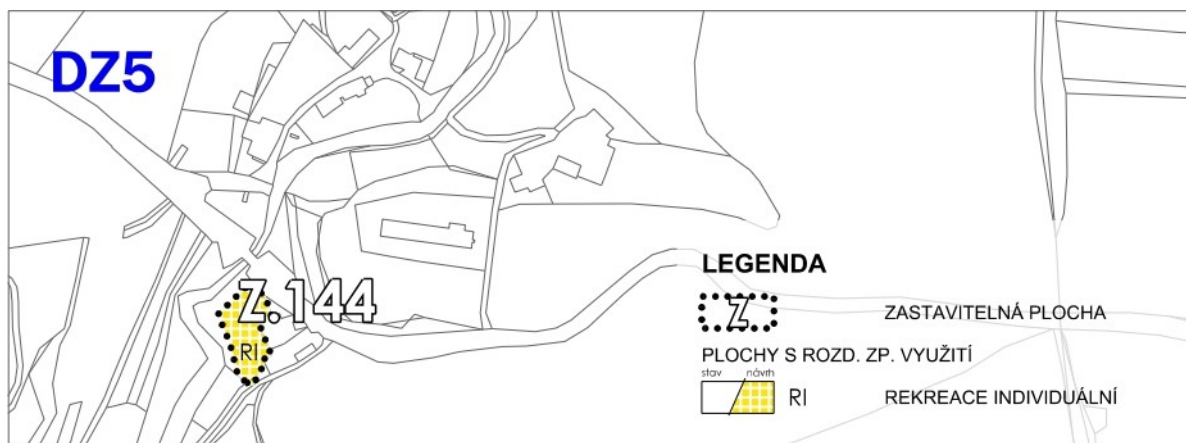 DZ5
Z.144
RI
LEGENDA
Z ZASTAVITELNÁ PLOCHA
PLOCHY S ROZD. ZP. VYUŽITÍ
stav návrh
RI REKREACE INDIVIDUÁLNÍ